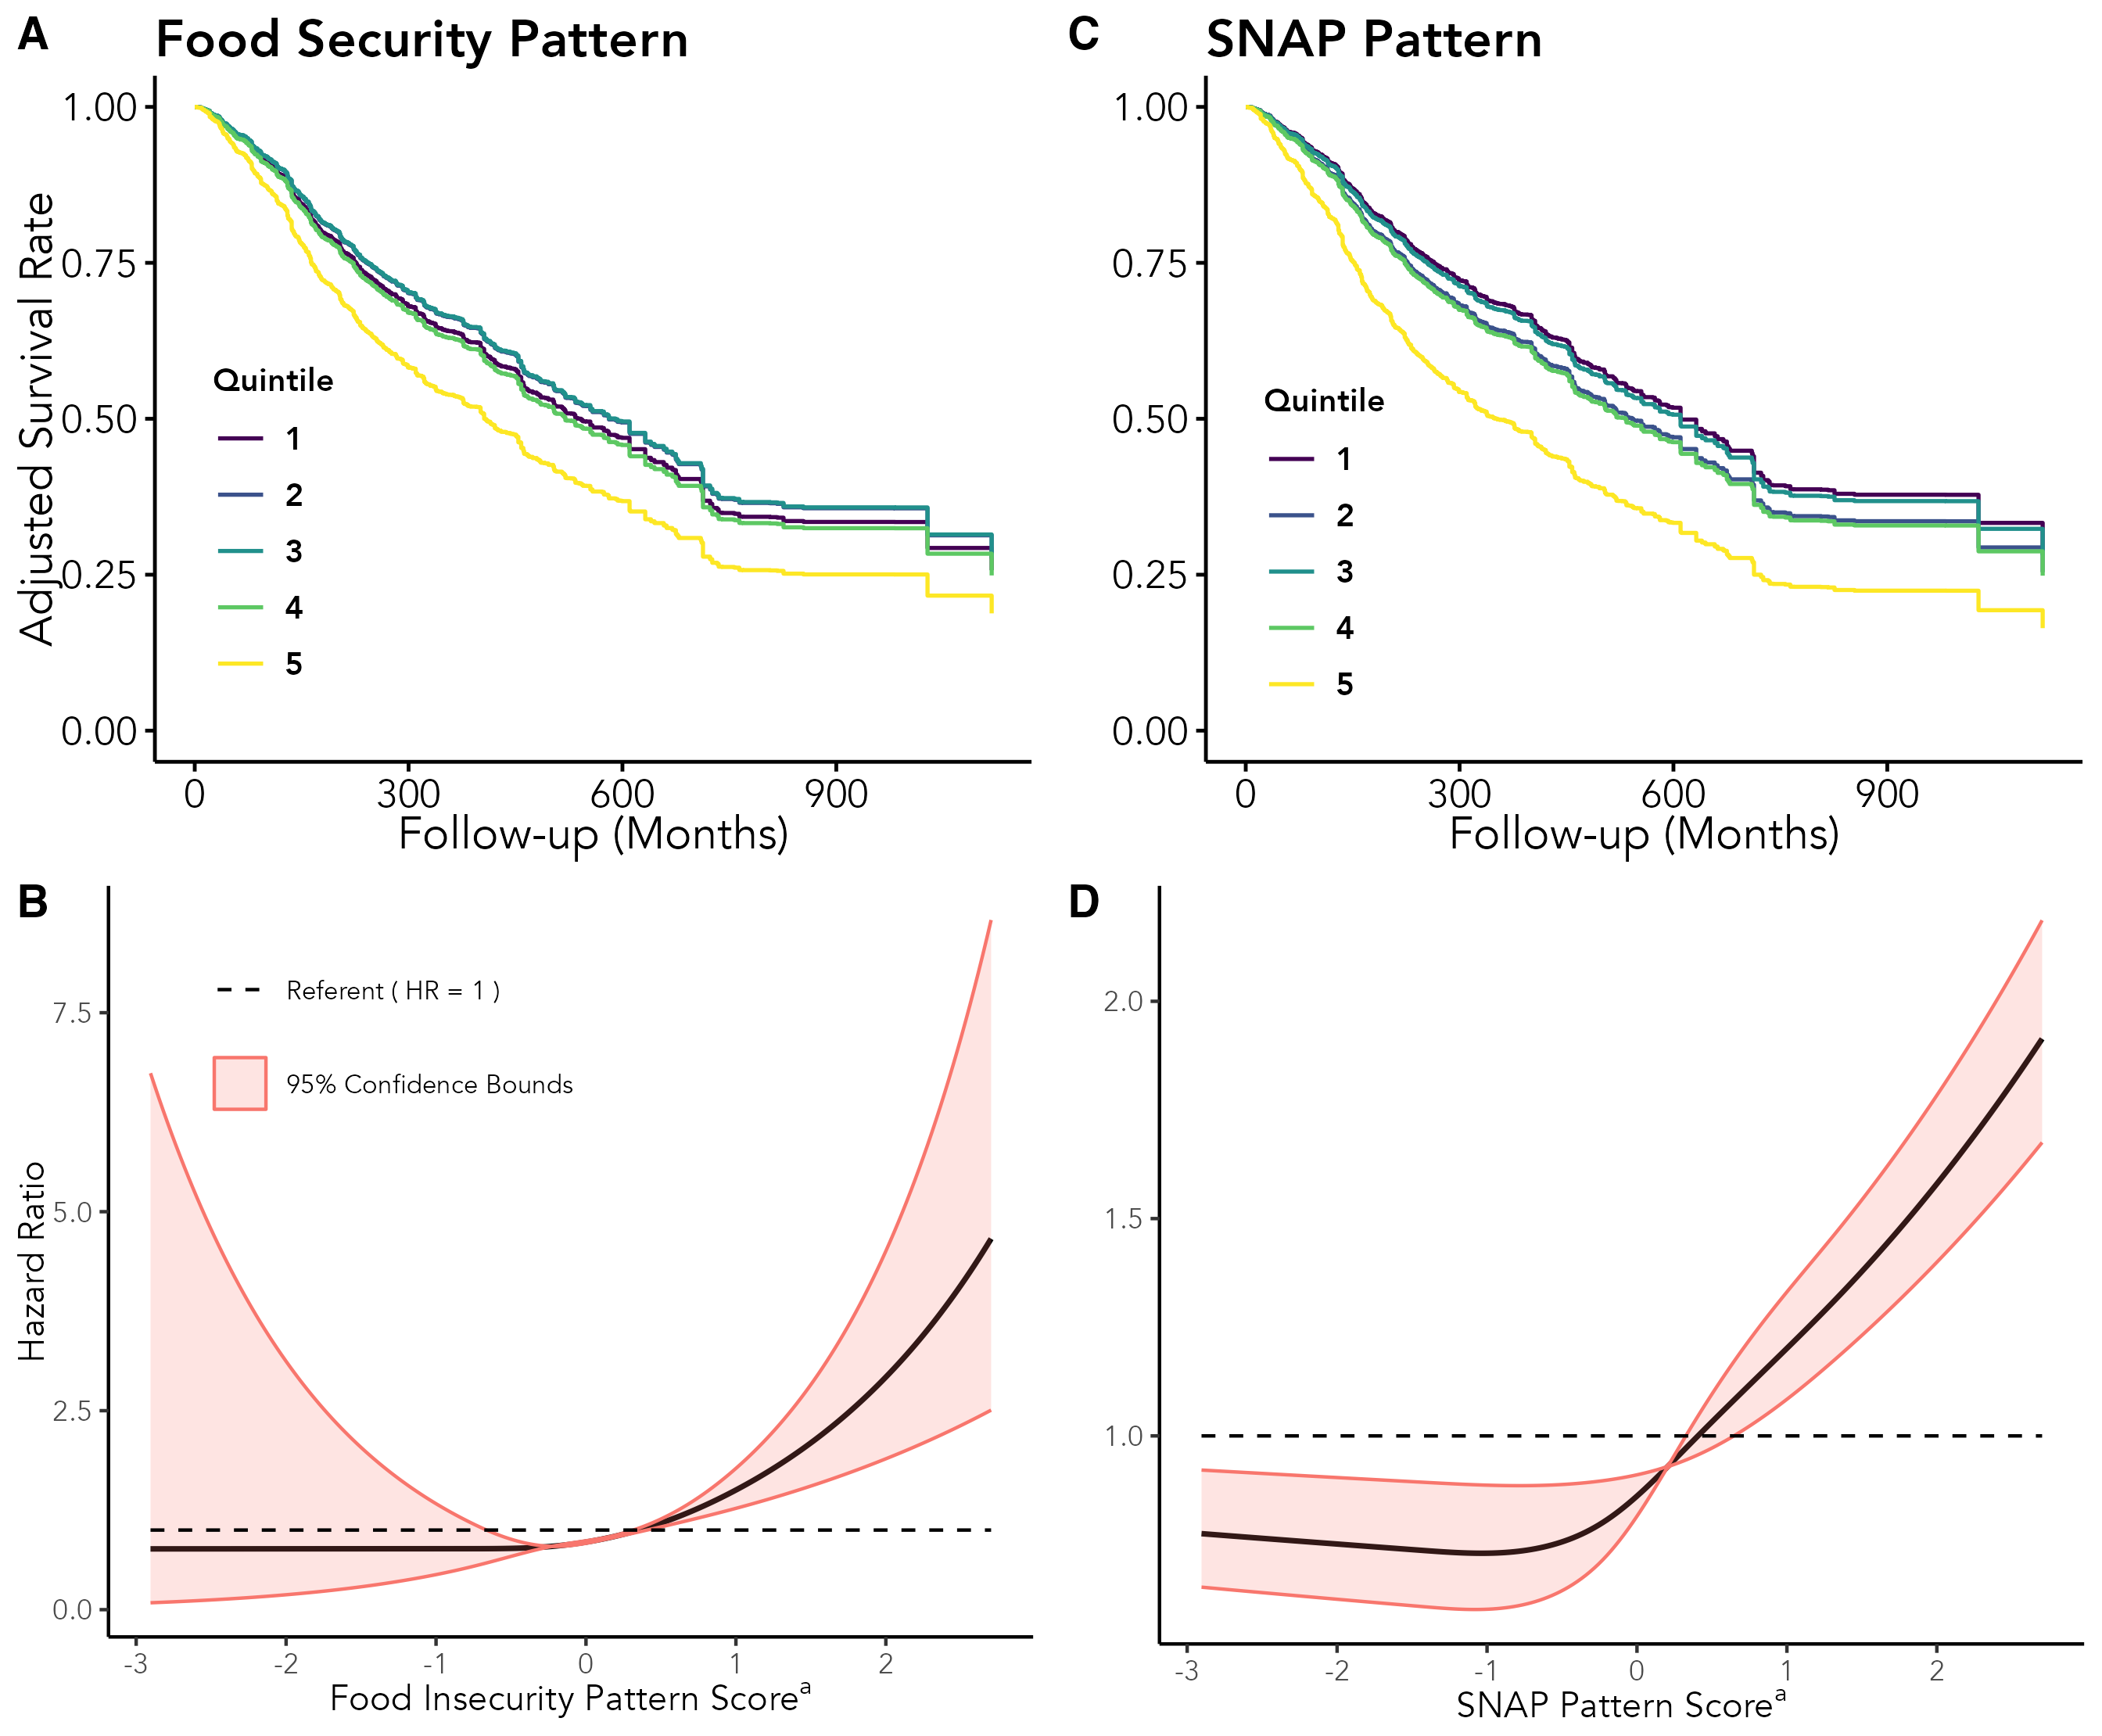 A
Food Security Pattern
Adjusted Survival Rate
1.00
0.75
0.50
0.25
0.00
Quintile
1
2
3
4
5
0 300 600 900
Follow-up (Months)
C
SNAP Pattern
1.00
0.75
0.50
0.25
0.00
Quintile
1
2
3
4
5
0 300 600 900
Follow-up (Months)
B
Hazard Ratio
7.5
5.0
2.5
0.0
Referent ( HR = 1 )
95% Confidence Bounds
-3 -2 -1 0 1 2
Food Insecurity Pattern Scoreᵃ
D
2.0
1.5
1.0
-3 -2 -1 0 1 2
SNAP Pattern Scoreᵃ